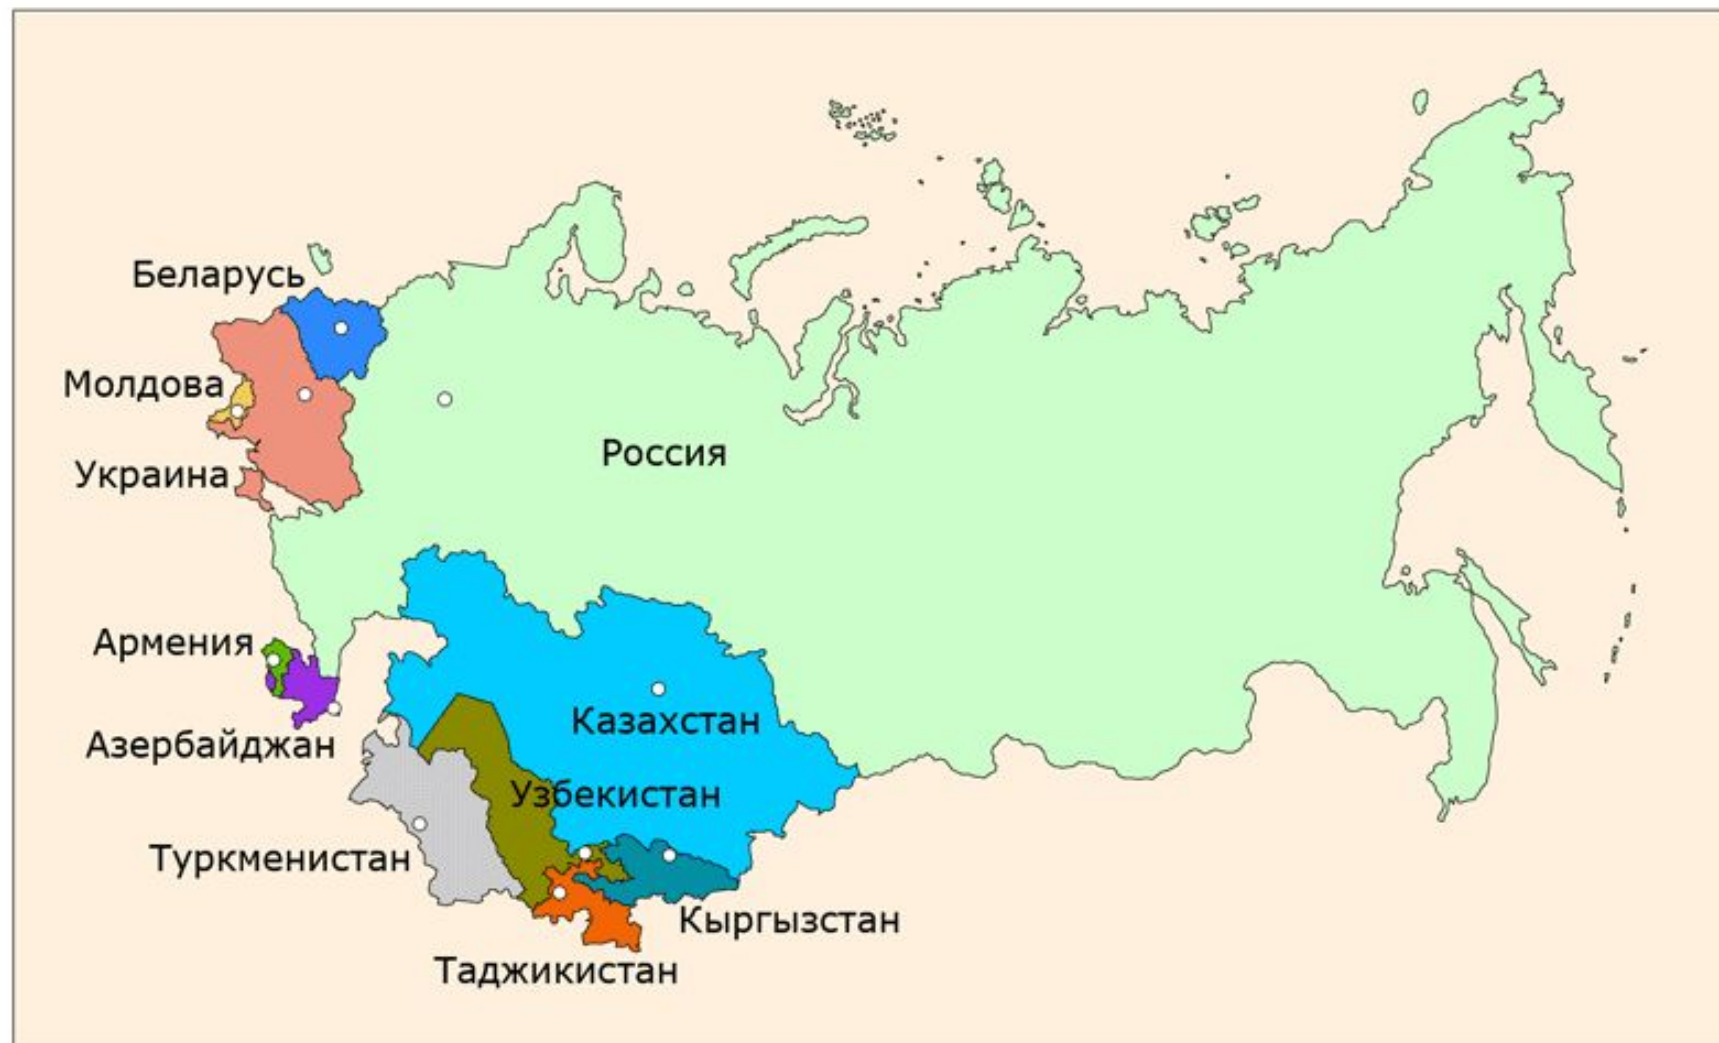 Беларусь
Молдова
Россия
Украина
Армения
Казахстан
Азербайджан
Узбекистан
Туркменистан
Кыргызстан
Таджикистан